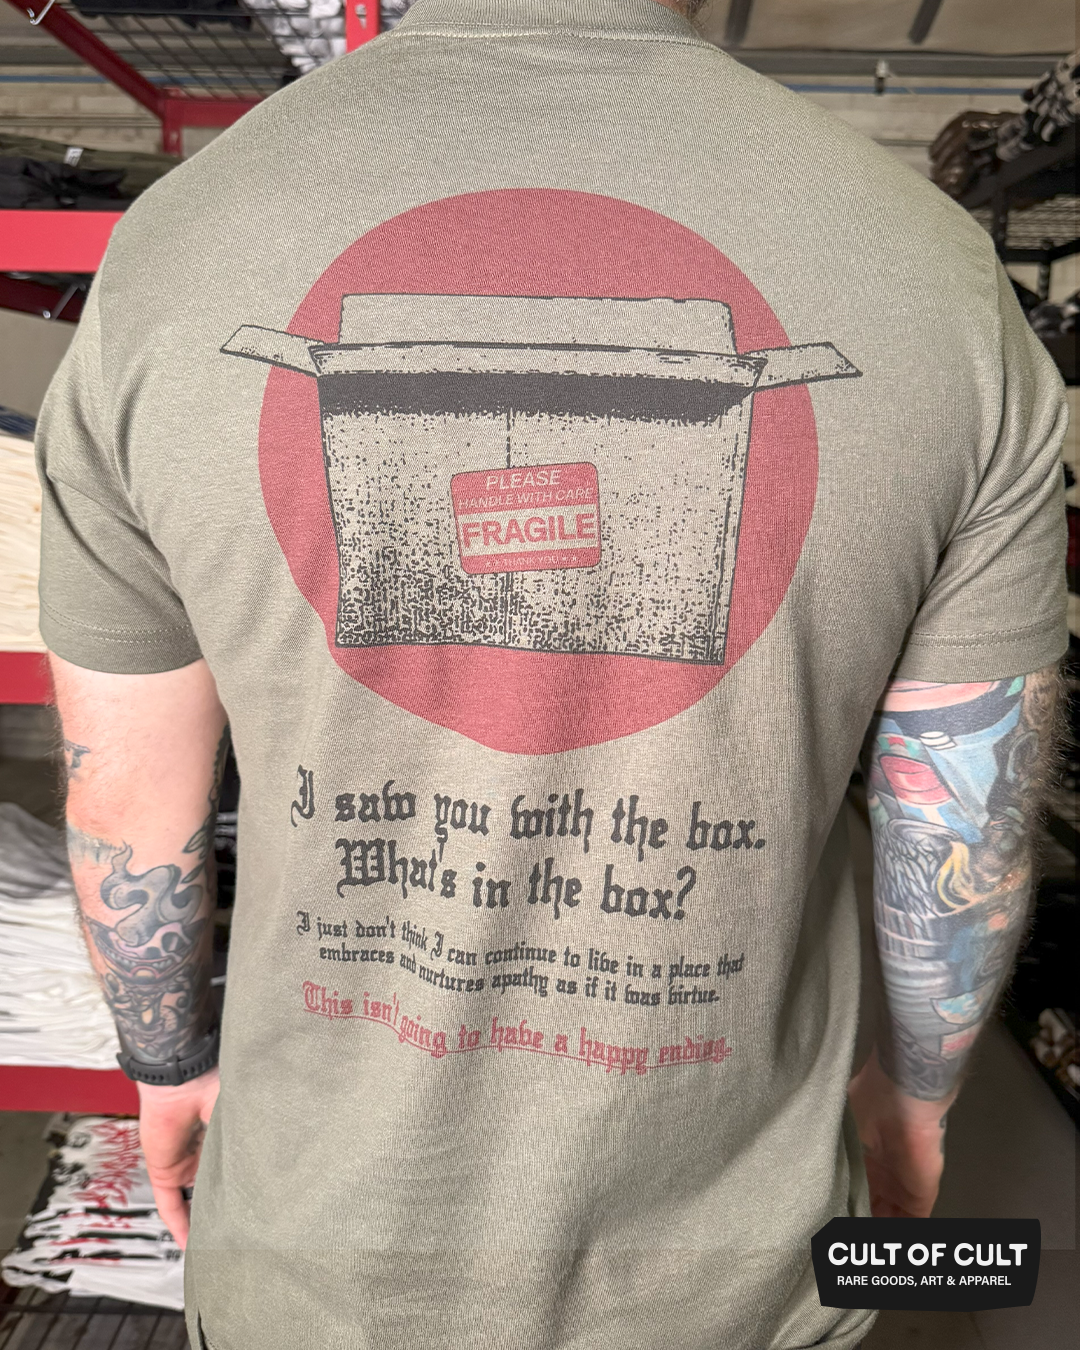 PLEASE
HANDLE WITH CARE
FRAGILE
I saw you with the box.
What's in the box?
I just don't think I can continue to live in a place that
embraces and nurtures apathy as if it was virtue.
This isn't going to have a happy ending.
CULT OF CULT
RARE GOODS, ART & APPAREL